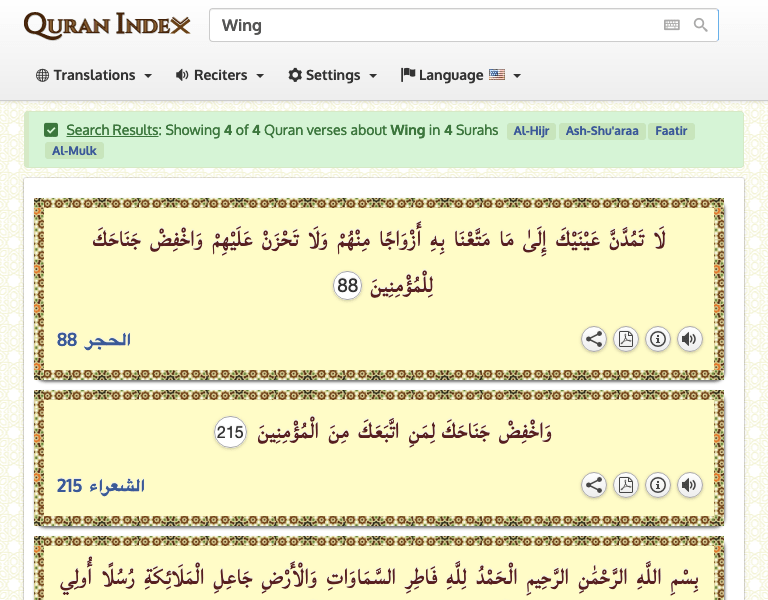 QURAN INDEX
Wing
Translations
Reciters
Settings
Language
Search Results: Showing 4 of 4 Quran verses about Wing in 4 Surahs Al-Hijr Ash-Shu'araa Faatir
Al-Mulk
لَا تَمُدَّنَّ عَيْنَيْكَ إِلَىٰ مَا مَتَّعْنَا بِهِ أَزْوَاجًا مِنْهُمْ وَلَا تَحْزَنْ عَلَيْهِمْ وَاخْفِضْ جَنَاحَكَ
لِلْمُؤْمِنِينَ 88
الحجر 88
وَاخْفِضْ جَنَاحَكَ لِمَنِ اتَّبَعَكَ مِنَ الْمُؤْمِنِينَ 215
الشعراء 215
بِسْمِ اللَّهِ الرَّحْمَٰنِ الرَّحِيمِ الْحَمْدُ لِلَّهِ فَاطِرِ السَّمَاوَاتِ وَالْأَرْضِ جَاعِلِ الْمَلَائِكَةِ رُسُلًا أُولِي